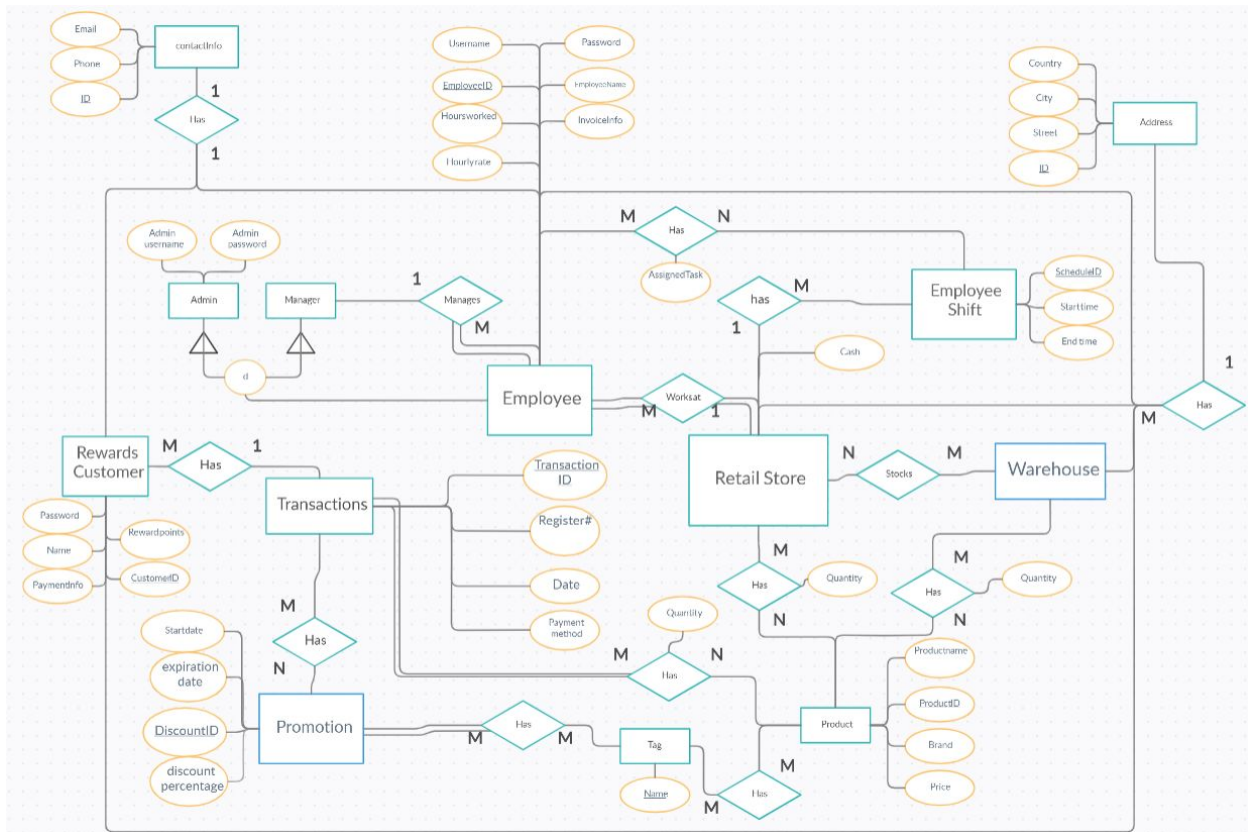 Email
contactInfo
Phone
ID
1
Has
1
Username
Password
EmployeeID
EmployeeName
Hoursworked
InvoiceInfo
Hourlyrate
Country
City
Address
Street
ID
Admin
username
Admin
password
Admin
Manager
1
Manages
M
d
M
Has
N
AssignedTask
has
M
1
Employee
Shift
ScheduleID
Starttime
End time
Cash
1
Has
M
Employee
Worksat
M
1
Rewards
Customer
M
Has
1
Transactions
Password
Name
Rewardpoints
PaymentInfo
CustomerID
Transaction
ID
Register#
Date
Payment
method
Retail Store
N
Stocks
M
Warehouse
M
Has
Quantity
N
M
Has
Quantity
N
M
Has
N
Startdate
expiration
date
DiscountID
discount
percentage
Promotion
Quantity
M
Has
N
M
Has
M
Tag
Name
M
Has
M
Product
Productname
ProductID
Brand
Price